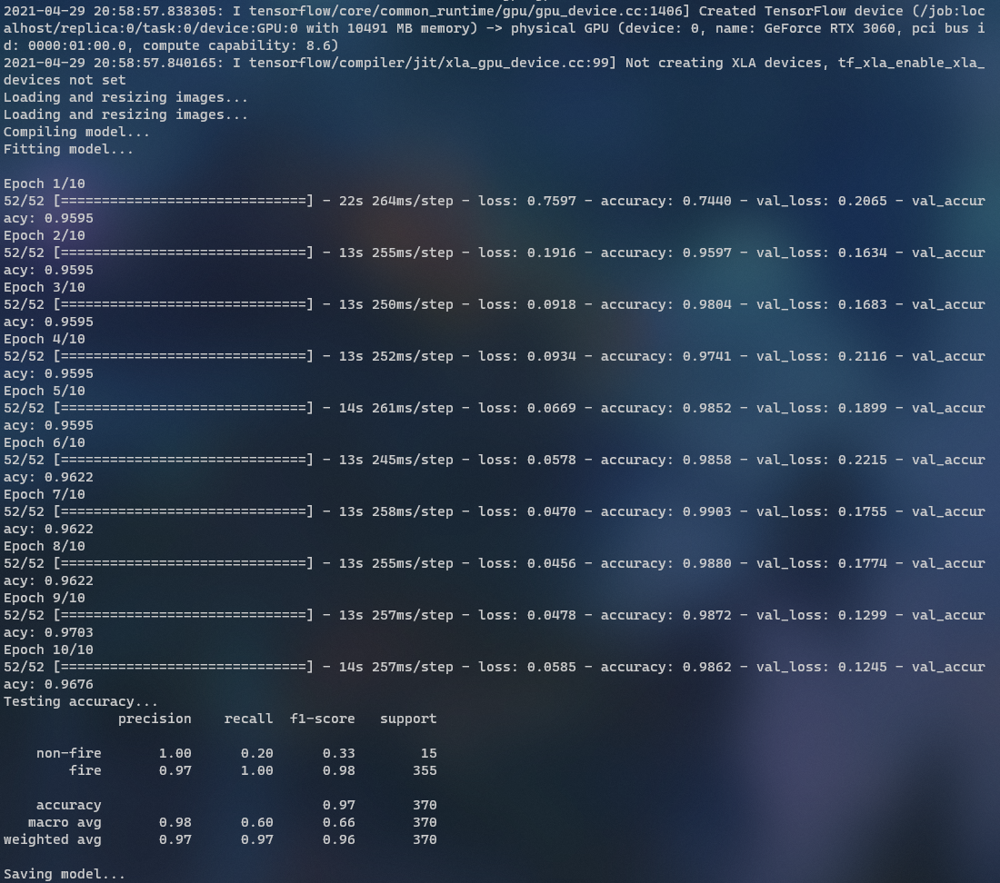 2021-04-29 20:58:57.838305: I tensorflow/core/common_runtime/gpu/gpu_device.cc:1406] Created TensorFlow device (/job:loc
alhost/replica:0/task:0/device:GPU:0 with 10491 MB memory) -> physical GPU (device: 0, name: GeForce RTX 3060, pci bus i
d: 0000:01:00.0, compute capability: 8.6)
2021-04-29 20:58:57.840165: I tensorflow/compiler/jit/xla_gpu_device.cc:99] Not creating XLA devices, tf_xla_enable_xla_
devices not set
Loading and resizing images...
Loading and resizing images...
Compiling model...
Fitting model...
Epoch 1/10
52/52 [==============================] - 22s 264ms/step - loss: 0.7597 - accuracy: 0.7440 - val_loss: 0.2065 - val_accur
acy: 0.9595
Epoch 2/10
52/52 [==============================] - 13s 255ms/step - loss: 0.1916 - accuracy: 0.9597 - val_loss: 0.1634 - val_accur
acy: 0.9595
Epoch 3/10
52/52 [==============================] - 13s 250ms/step - loss: 0.0918 - accuracy: 0.9804 - val_loss: 0.1683 - val_accur
acy: 0.9595
Epoch 4/10
52/52 [==============================] - 13s 252ms/step - loss: 0.0934 - accuracy: 0.9741 - val_loss: 0.2116 - val_accur
acy: 0.9595
Epoch 5/10
52/52 [==============================] - 14s 261ms/step - loss: 0.0669 - accuracy: 0.9852 - val_loss: 0.1899 - val_accur
acy: 0.9595
Epoch 6/10
52/52 [==============================] - 13s 245ms/step - loss: 0.0578 - accuracy: 0.9858 - val_loss: 0.2215 - val_accur
acy: 0.9622
Epoch 7/10
52/52 [==============================] - 13s 258ms/step - loss: 0.0470 - accuracy: 0.9903 - val_loss: 0.1755 - val_accur
acy: 0.9622
Epoch 8/10
52/52 [==============================] - 13s 255ms/step - loss: 0.0456 - accuracy: 0.9880 - val_loss: 0.1774 - val_accur
acy: 0.9622
Epoch 9/10
52/52 [==============================] - 13s 257ms/step - loss: 0.0478 - accuracy: 0.9872 - val_loss: 0.1299 - val_accur
acy: 0.9703
Epoch 10/10
52/52 [==============================] - 14s 257ms/step - loss: 0.0585 - accuracy: 0.9862 - val_loss: 0.1245 - val_accur
acy: 0.9676
Testing accuracy...
precision recall f1-score support
non-fire 1.00 0.20 0.33 15
fire 0.97 1.00 0.98 355
accuracy 0.97 370
macro avg 0.98 0.60 0.66 370
weighted avg 0.97 0.97 0.96 370
Saving model...